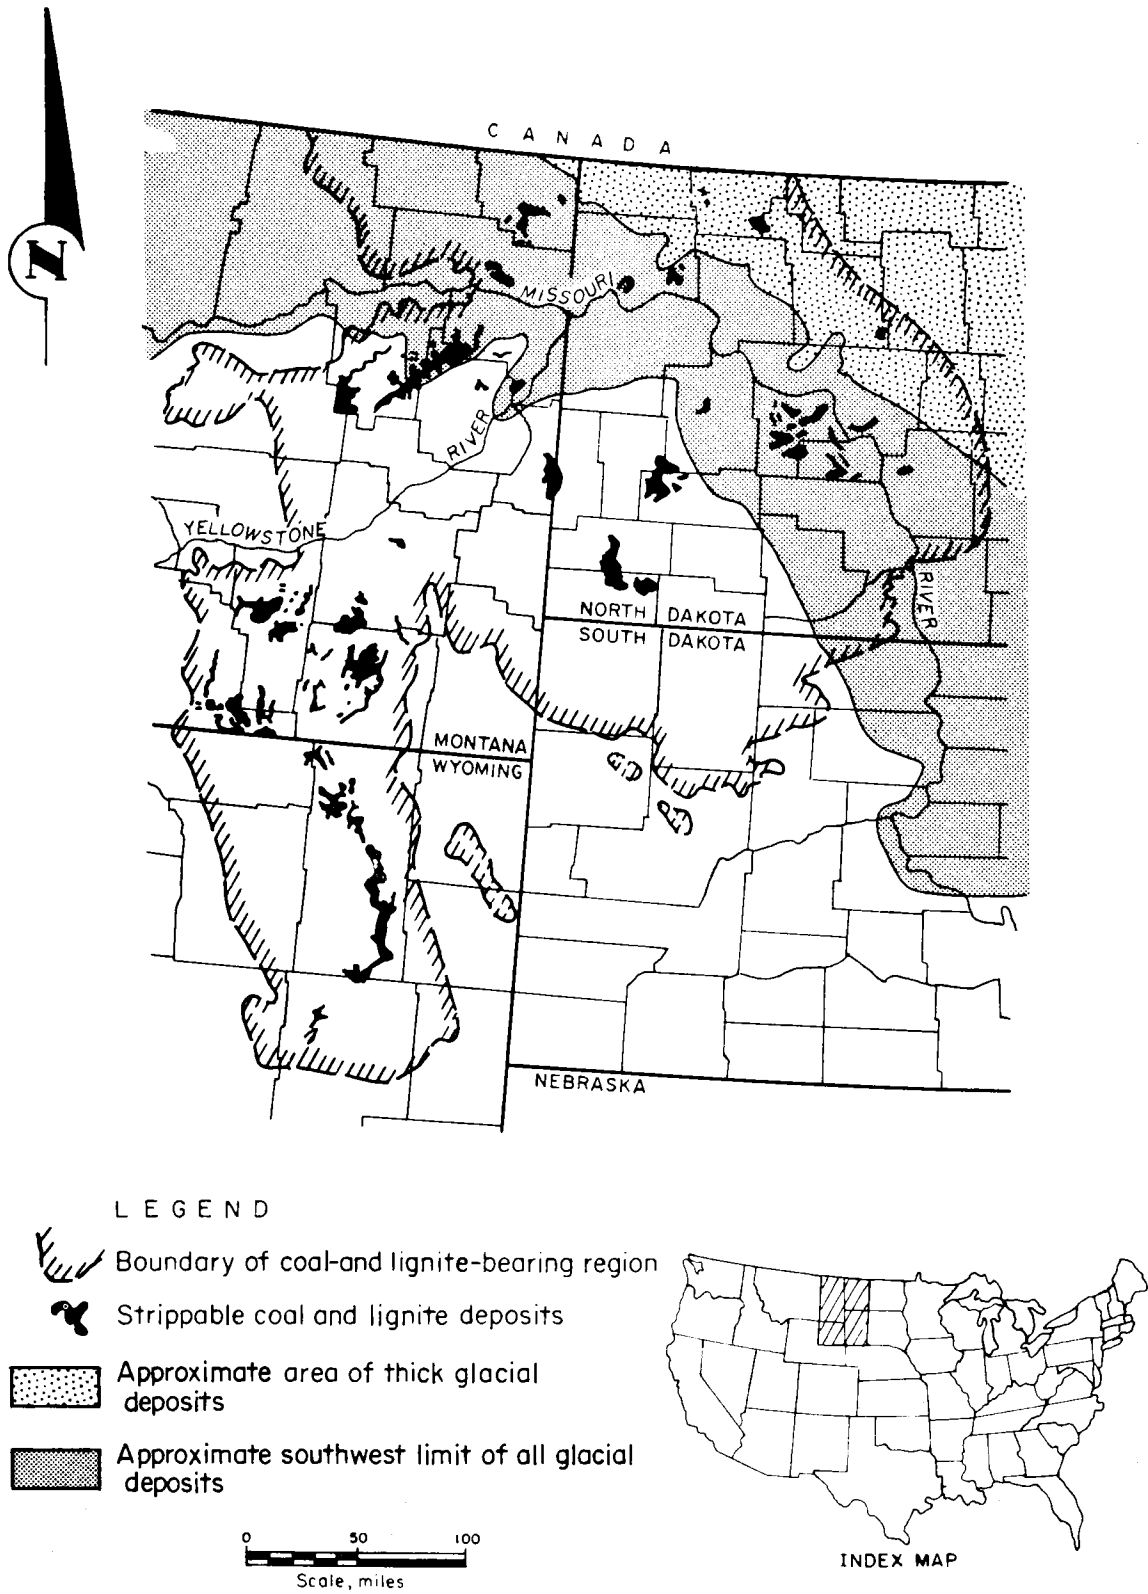 N
CANADA
MISSOURI
RIVER
YELLOWSTONE
RIVER
NORTH DAKOTA
SOUTH DAKOTA
MONTANA
WYOMING
NEBRASKA
LEGEND
Boundary of coal-and lignite-bearing region
Strippable coal and lignite deposits
Approximate area of thick glacial
deposits
Approximate southwest limit of all glacial
deposits
0 50 100
Scale, miles
INDEX MAP